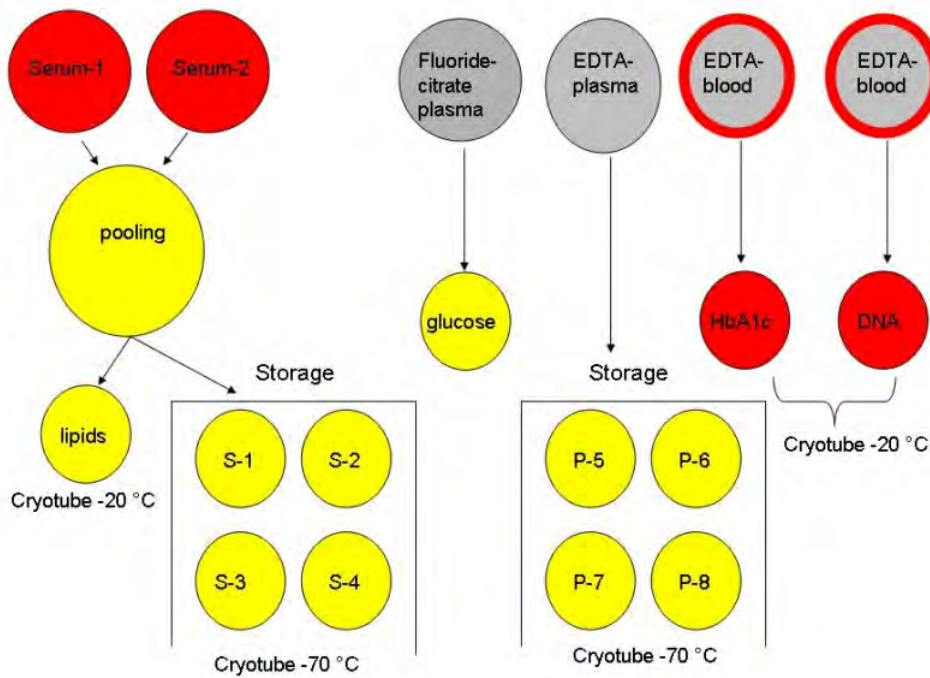 Serum-1
Serum-2
Fluoride-
citrate
plasma
EDTA-
plasma
EDTA-
blood
EDTA-
blood
pooling
glucose
HbA1c
DNA
Storage
Storage
lipids
Cryotube -20 °C
S-1
S-2
S-3
S-4
Cryotube -70 °C
P-5
P-6
P-7
P-8
Cryotube -70 °C
Cryotube -20 °C